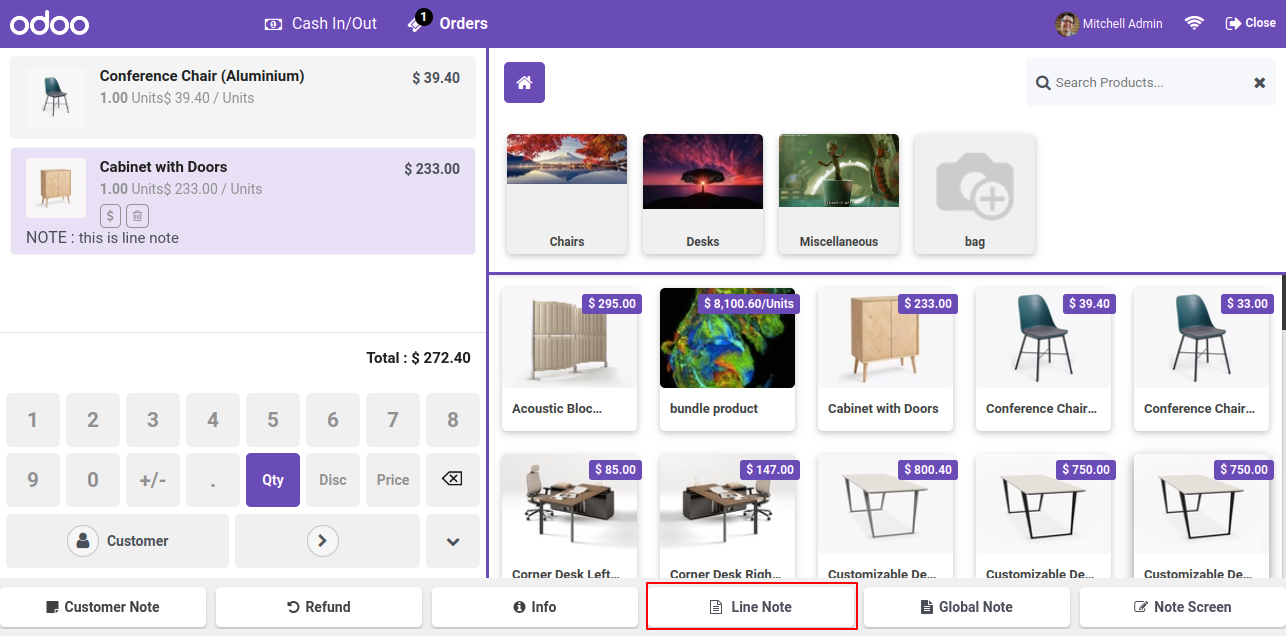 odoo
Cash In/Out
1
Orders
Mitchell Admin
Close
Conference Chair (Aluminium)
$ 39.40
1.00 Units$ 39.40 / Units
Cabinet with Doors
$ 233.00
1.00 Units$ 233.00 / Units
$
NOTE : this is line note
Total : $ 272.40
1 2 3 4 5 6 7 8
9 0 +/- . Qty Disc Price
Customer
Search Products...
Chairs
Desks
Miscellaneous
bag
$ 295.00
Acoustic Bloc...
$ 8,100.60/Units
bundle product
$ 233.00
Cabinet with Doors
$ 39.40
Conference Chair...
$ 33.00
Conference Chair...
$ 85.00
Corner Desk Left...
$ 147.00
Corner Desk Righ...
$ 800.40
Customizable De...
$ 750.00
Customizable De...
$ 750.00
Customizable De...
Customer Note
Refund
Info
Line Note
Global Note
Note Screen